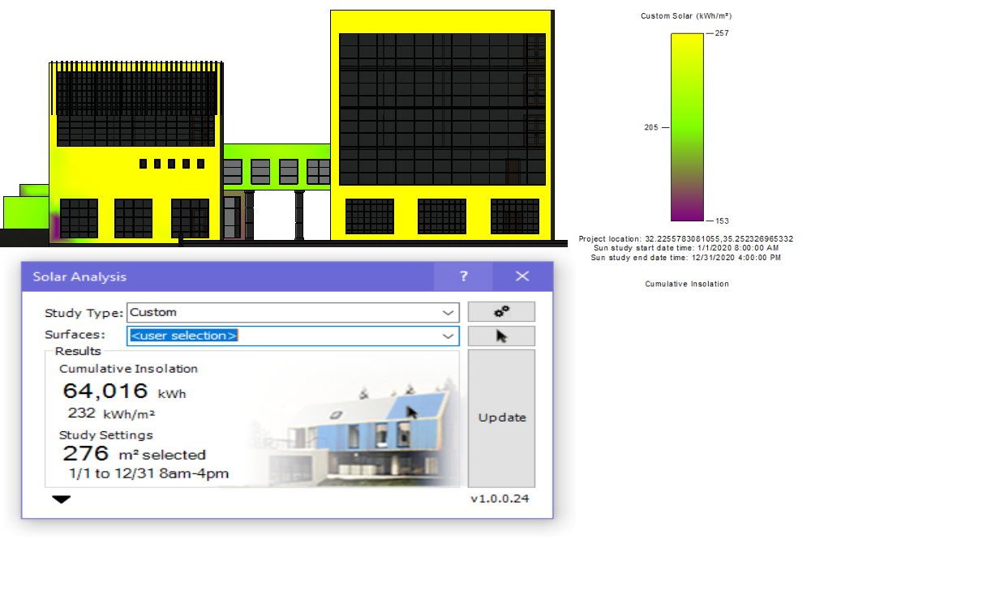 Custom Solar (kWh/m²)
257
205
153
Project location: 32.2255783081055,35.252326965332
Sun study start date time: 1/1/2020 8:00:00 AM
Sun study end date time: 12/31/2020 4:00:00 PM
Cumulative Insolation
Solar Analysis
?
Study Type: Custom
Surfaces: <user selection>
Results
Cumulative Insolation
64,016 kWh
232 kWh/m²
Study Settings
276 m² selected
1/1 to 12/31 8am-4pm
Update
v1.0.0.24